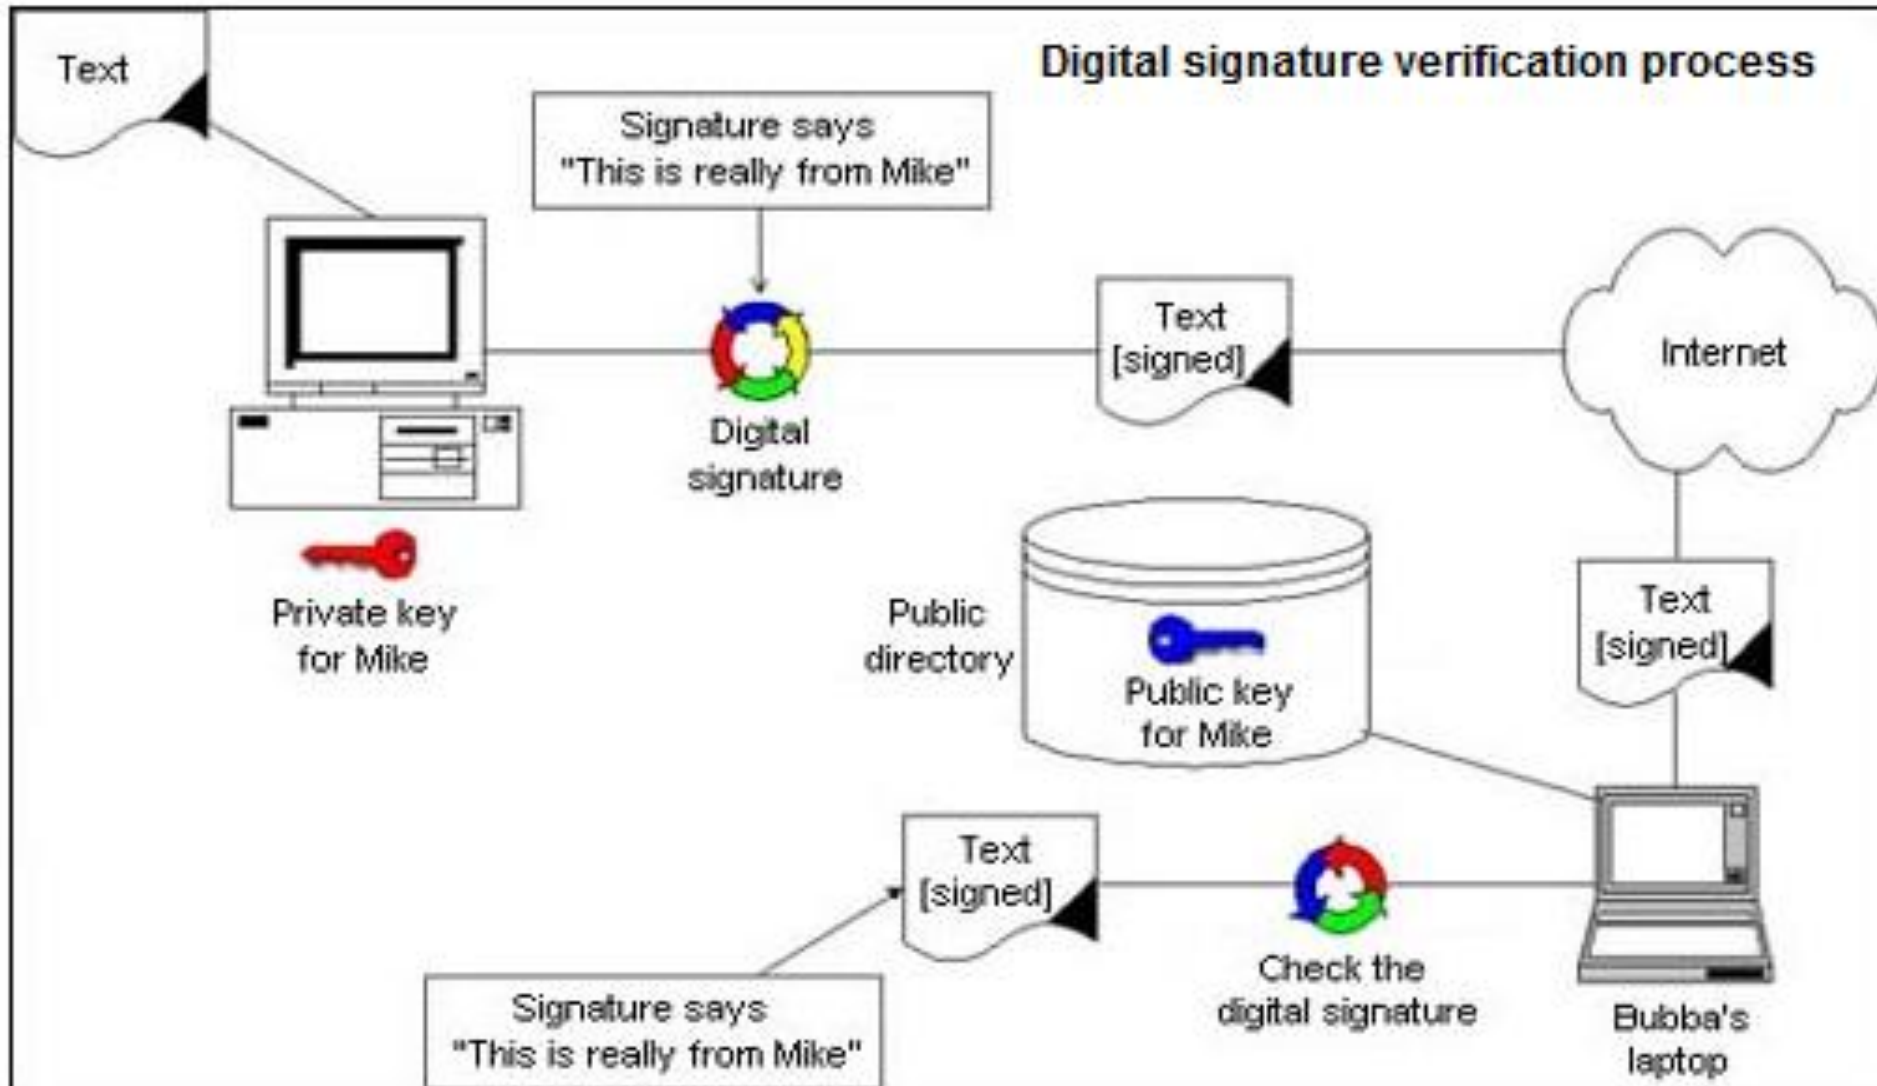 Text
Digital signature verification process
Signature says
"This is really from Mike"
Text
[signed]
Internet
Digital
signature
Private key
for Mike
Public
directory
Public key
for Mike
Text
[signed]
Text
[signed]
Check the
digital signature
Bubba's
laptop
Signature says
"This is really from Mike"